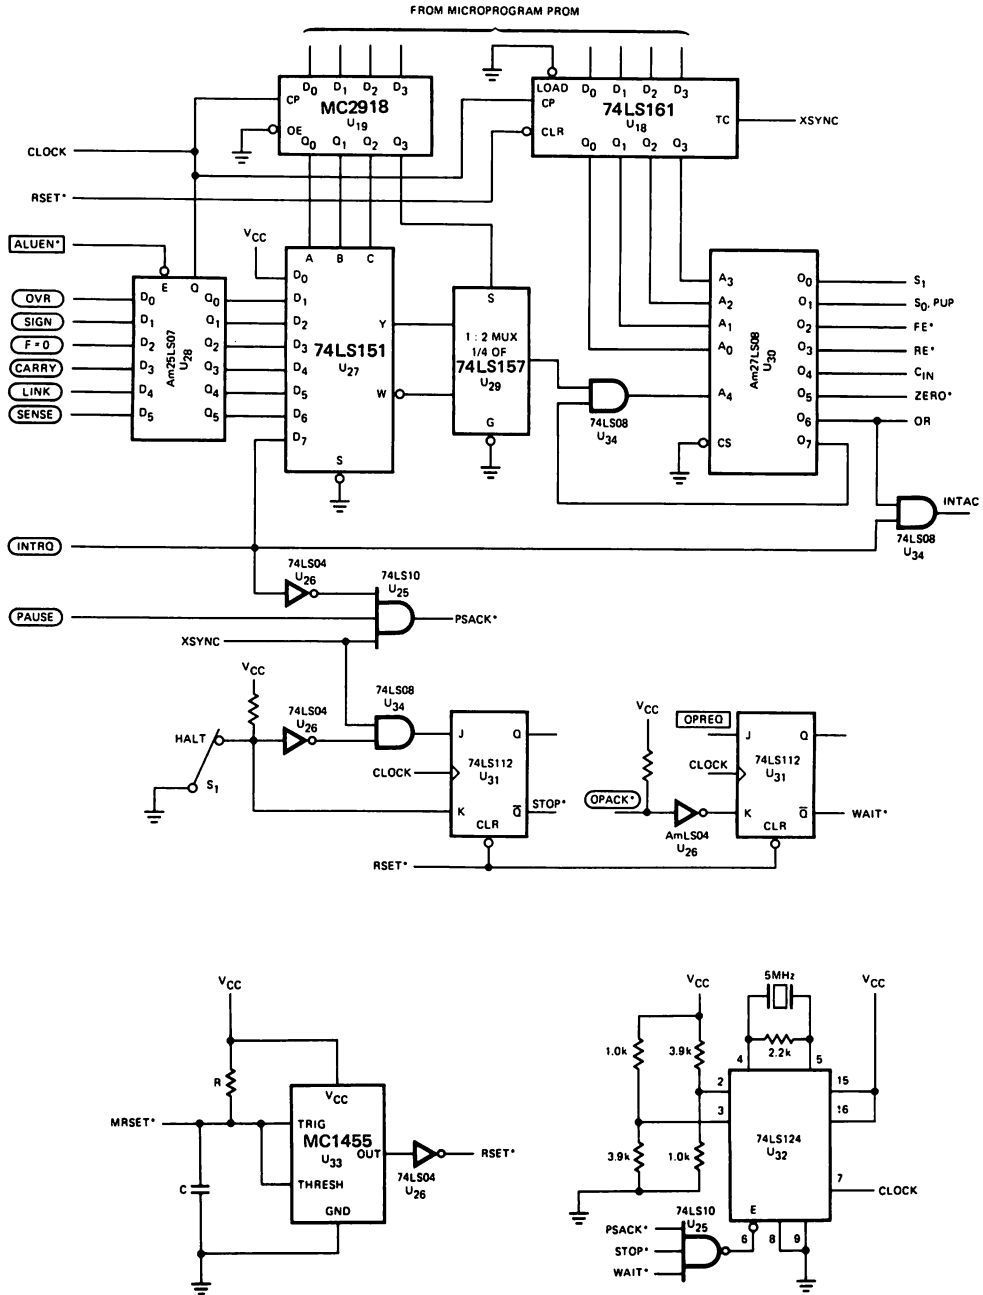 FROM MICROPROGRAM PROM
D0 D1 D2 D3
CP MC2918
U19
OE
Q0 Q1 Q2 Q3
LOAD D0 D1 D2 D3
CP 74LS161
U18
CLR
TC XSYNC
Q0 Q1 Q2 Q3
CLOCK
RSET*
ALUEN*
VCC
E Q
OVR D0 Q0
SIGN D1 Q1
F=0 D2 Q2
CARRY D3 Q3
LINK D4 Q4
SENSE D5 Q5
Am25LS07
U28
A B C
D0
D1
D2
D3
D4
D5
D6
D7
Y
74LS151
U27
W
S
S
1 : 2 MUX
1/4 OF
74LS157
U29
G
74LS08
U34
A3
A2
A1
A0
A4
CS
Am27LS08
U30
O0 S1
O1 S0, PUP
O2 FE*
O3 RE*
O4 CIN
O5 ZERO*
O6 OR
O7
INTAC
74LS08
U34
INTRQ
74LS04
U26
74LS10
U25
PAUSE
PSACK*
XSYNC
VCC
74LS04
U26
74LS08
U34
HALT
S1
J Q
74LS112
U31
CLOCK
K Q
STOP*
CLR
RSET*
VCC
OPREQ
J Q
74LS112
U31
CLOCK
OPACK*
AmLS04
U26
K Q
WAIT*
CLR
VCC
R
MRSET*
C
VCC
TRIG
MC1455
U33
OUT
THRESH
GND
74LS04
U26
RSET*
VCC
5MHz
2.2k
1.0k 3.9k
3.9k 1.0k
4 5
2 15
3 16
74LS124
U32
7 CLOCK
E
6 8 9
74LS10
U25
PSACK*
STOP*
WAIT*